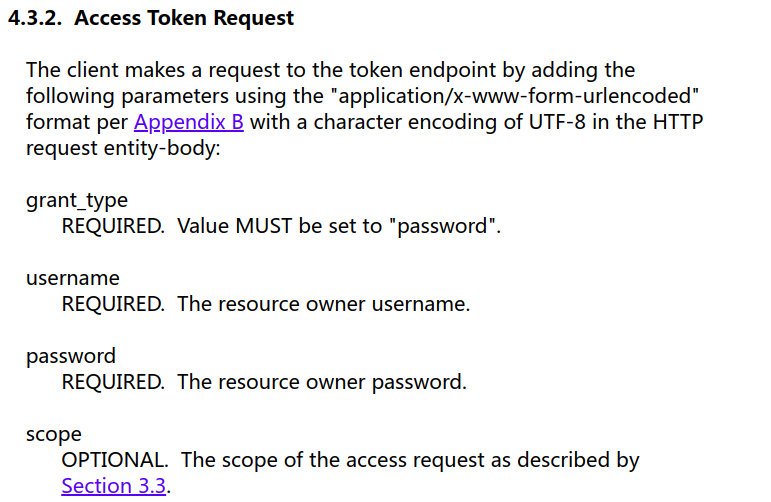 4.3.2. Access Token Request
The client makes a request to the token endpoint by adding the
following parameters using the "application/x-www-form-urlencoded"
format per Appendix B with a character encoding of UTF-8 in the HTTP
request entity-body:
grant_type
REQUIRED. Value MUST be set to "password".
username
REQUIRED. The resource owner username.
password
REQUIRED. The resource owner password.
scope
OPTIONAL. The scope of the access request as described by
Section 3.3.